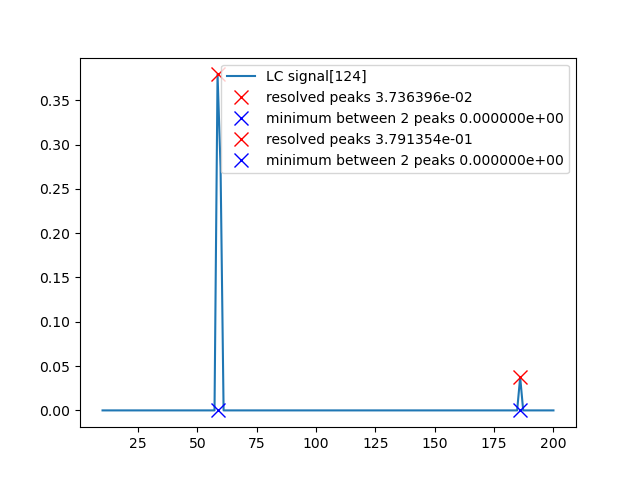 LC signal[124]
resolved peaks 3.736396e-02
minimum between 2 peaks 0.000000e+00
resolved peaks 3.791354e-01
minimum between 2 peaks 0.000000e+00
0.35
0.30
0.25
0.20
0.15
0.10
0.05
0.00
25 50 75 100 125 150 175 200